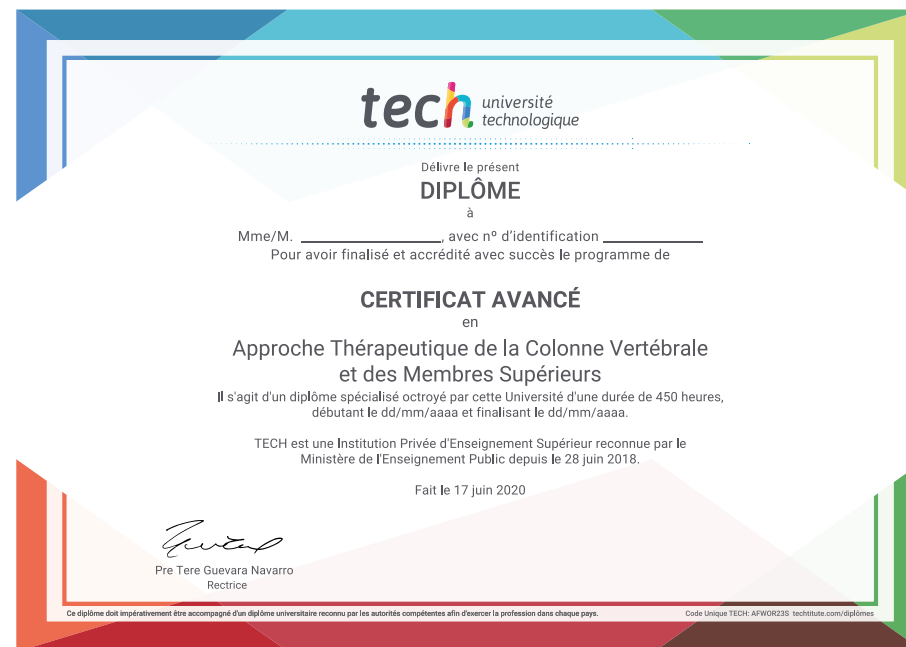 tech université
technologique
Délivre le présent
DIPLÔME
à
Mme/M. ____________________, avec nº d'identification ______________
Pour avoir finalisé et accrédité avec succès le programme de
CERTIFICAT AVANCÉ
en
Approche Thérapeutique de la Colonne Vertébrale
et des Membres Supérieurs
Il s'agit d'un diplôme spécialisé octroyé par cette Université d'une durée de 450 heures,
débutant le dd/mm/aaaa et finalisant le dd/mm/aaaa.
TECH est une Institution Privée d'Enseignement Supérieur reconnue par le
Ministère de l'Enseignement Public depuis le 28 juin 2018.
Fait le 17 juin 2020
Pre Tere Guevara Navarro
Rectrice
Ce diplôme doit impérativement être accompagné d'un diplôme universitaire reconnu par les autorités compétentes afin d'exercer la profession dans chaque pays.
Code Unique TECH: AFWOR23S techtitute.com/diplômes